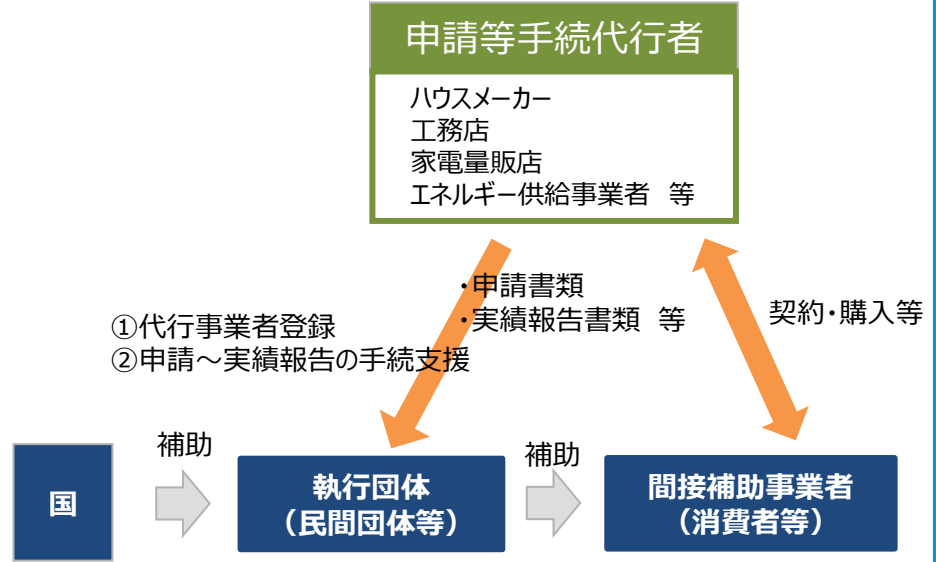 申請等手続代行者
ハウスメーカー
工務店
家電量販店
エネルギー供給事業者　等
・申請書類
・実績報告書類　等
契約・購入等
①代行事業者登録
②申請～実績報告の手続支援
国
補助
執行団体
（民間団体等）
補助
間接補助事業者
（消費者等）